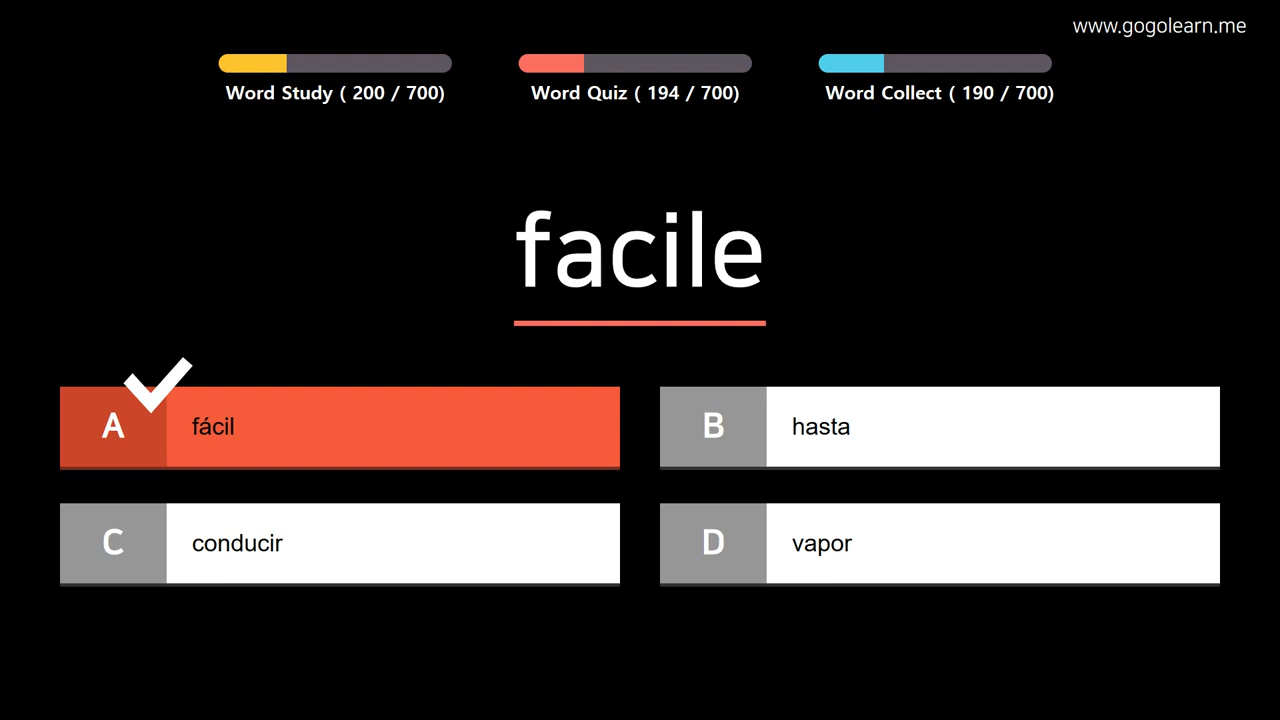 www.gogolearn.me
Word Study ( 200 / 700)
Word Quiz ( 194 / 700)
Word Collect ( 190 / 700)
facile
A fácil
B hasta
C conducir
D vapor